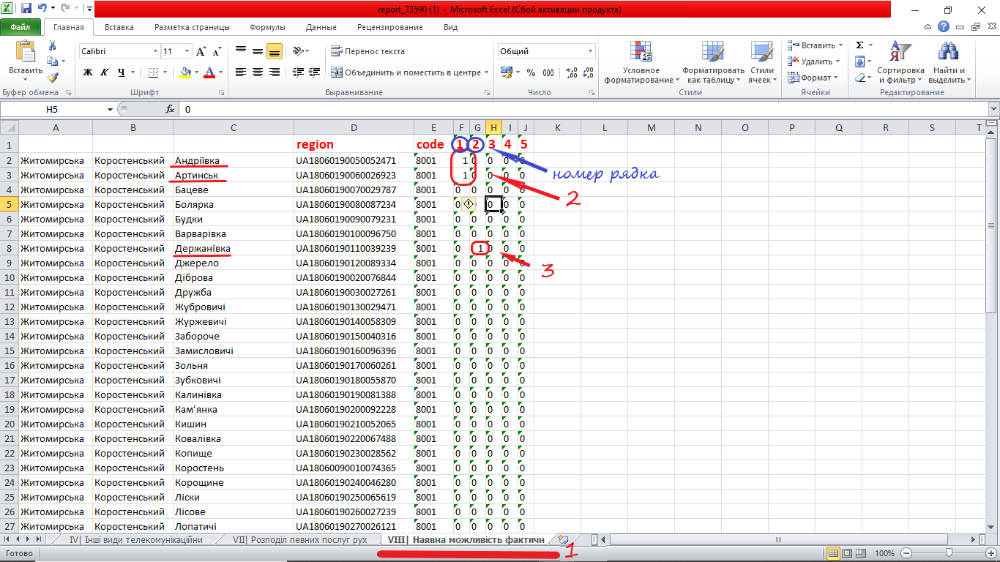 report_73590 (1) - Microsoft Excel (Сбой активации продукта)
Файл Главная Вставка Разметка страницы Формулы Данные Рецензирование Вид
Вставить
Calibri 11
Ж К Ч
Перенос текста
Объединить и поместить в центре
Общий
% 000
Условное форматирование
Форматировать как таблицу
Стили ячеек
Вставить
Удалить
Формат
Сортировка и фильтр
Найти и выделить
Буфер обмена Шрифт Выравнивание Число Стили Ячейки Редактирование
H5 fx 0
A B C D E F G H I J K L M N O P Q R S T
1 region code 1 2 3 4 5
2 Житомирська Коростенський Андріївка UA18060190050052471 8001 1 0 0 0 0
номер рядка
3 Житомирська Коростенський Артинськ UA18060190060026923 8001 1 0 0 0 0
2
4 Житомирська Коростенський Бацеве UA18060190070029787 8001 0 0 0 0 0
5 Житомирська Коростенський Болярка UA18060190080087234 8001 0 0 0 0
6 Житомирська Коростенський Будки UA18060190090079231 8001 0 0 0 0 0
7 Житомирська Коростенський Варварівка UA18060190100096750 8001 0 0 0 0 0
8 Житомирська Коростенський Держанівка UA18060190110039239 8001 0 1 0 0 0
3
9 Житомирська Коростенський Джерело UA18060190120089334 8001 0 0 0 0 0
10 Житомирська Коростенський Діброва UA18060190020076844 8001 0 0 0 0 0
11 Житомирська Коростенський Дружба UA18060190030027261 8001 0 0 0 0 0
12 Житомирська Коростенський Жубровичі UA18060190130029471 8001 0 0 0 0 0
13 Житомирська Коростенський Журжевичі UA18060190140058309 8001 0 0 0 0 0
14 Житомирська Коростенський Забороче UA18060190150040316 8001 0 0 0 0 0
15 Житомирська Коростенський Замисловичі UA18060190160096396 8001 0 0 0 0 0
16 Житомирська Коростенський Зольня UA18060190170060261 8001 0 0 0 0 0
17 Житомирська Коростенський Зубковичі UA18060190180055870 8001 0 0 0 0 0
18 Житомирська Коростенський Калинівка UA18060190190081388 8001 0 0 0 0 0
19 Житомирська Коростенський Кам’янка UA18060190200092228 8001 0 0 0 0 0
20 Житомирська Коростенський Кишин UA18060190210052065 8001 0 0 0 0 0
21 Житомирська Коростенський Ковалівка UA18060190220067488 8001 0 0 0 0 0
22 Житомирська Коростенський Копище UA18060190230028562 8001 0 0 0 0 0
23 Житомирська Коростенський Коростень UA18060090010074365 8001 0 0 0 0 0
24 Житомирська Коростенський Корощине UA18060190240046280 8001 0 0 0 0 0
25 Житомирська Коростенський Ліски UA18060190250065619 8001 0 0 0 0 0
26 Житомирська Коростенський Лісове UA18060190260027239 8001 0 0 0 0 0
27 Житомирська Коростенський Лопатичі UA18060190270026121 8001 0 0 0 0 0
IV| Інші види телекомунікаційни VII| Розподіл певних послуг рух VIII| Наявна можливість фактичн
1
Готово 100%